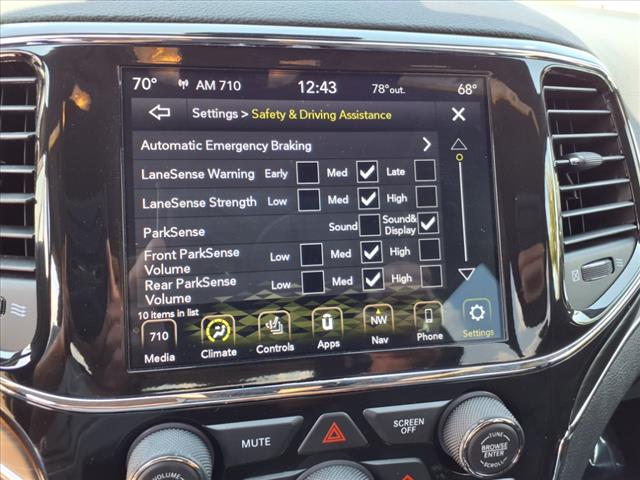 70° AM 710 12:43 78°out. 68°
Settings > Safety & Driving Assistance
Automatic Emergency Braking
LaneSense Warning Early Med Late
LaneSense Strength Low Med High
ParkSense Sound Sound& Display
Front ParkSense Volume Low Med High
Rear ParkSense Volume Low Med High
10 items in list
710 NW
Media Climate Controls Apps Nav Phone Settings
MUTE
SCREEN OFF
VOLUME
TUNE
BROWSE
ENTER
SCROLL